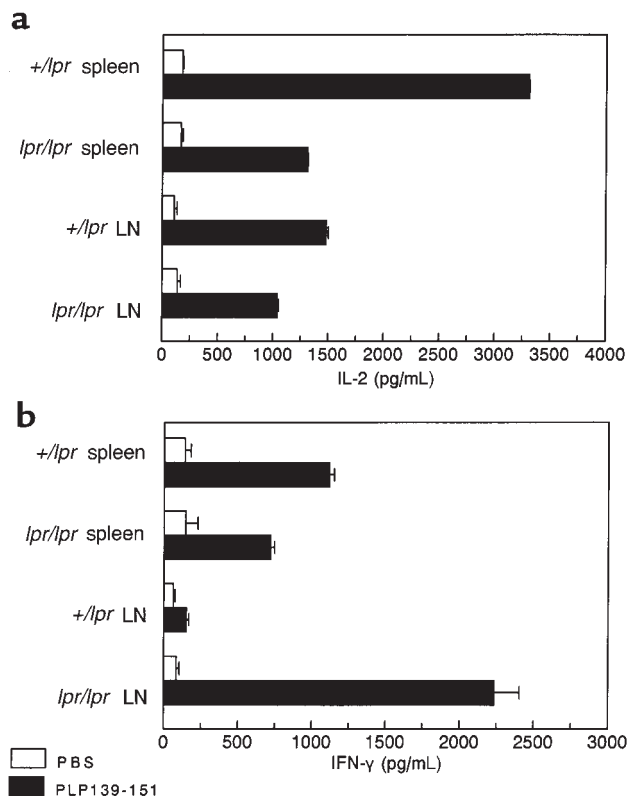 a
+/lpr spleen
lpr/lpr spleen
+/lpr LN
lpr/lpr LN
0 500 1000 1500 2000 2500 3000 3500 4000
IL-2 (pg/mL)
b
+/lpr spleen
lpr/lpr spleen
+/lpr LN
lpr/lpr LN
0 500 1000 1500 2000 2500 3000
IFN-γ (pg/mL)
PBS
PLP139-151